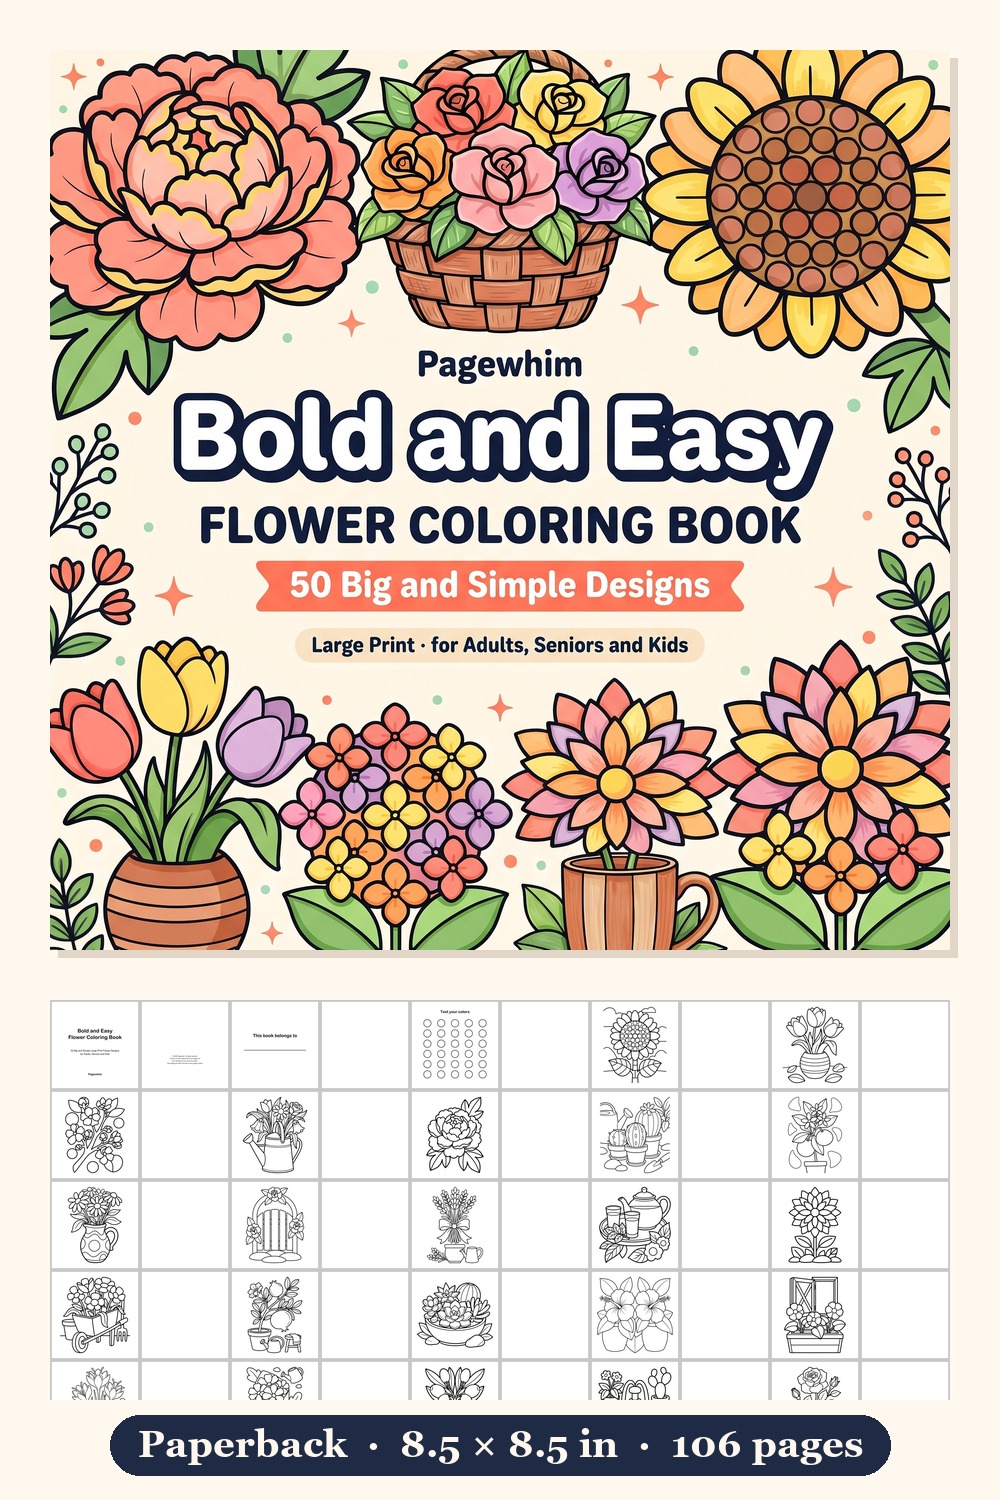 Pagewhim
Bold and Easy
FLOWER COLORING BOOK
50 Big and Simple Designs
Large Print · for Adults, Seniors and Kids
Bold and Easy
Flower Coloring Book
This book belongs to
Test your colors
Pagewhim
Paperback · 8.5 × 8.5 in · 106 pages